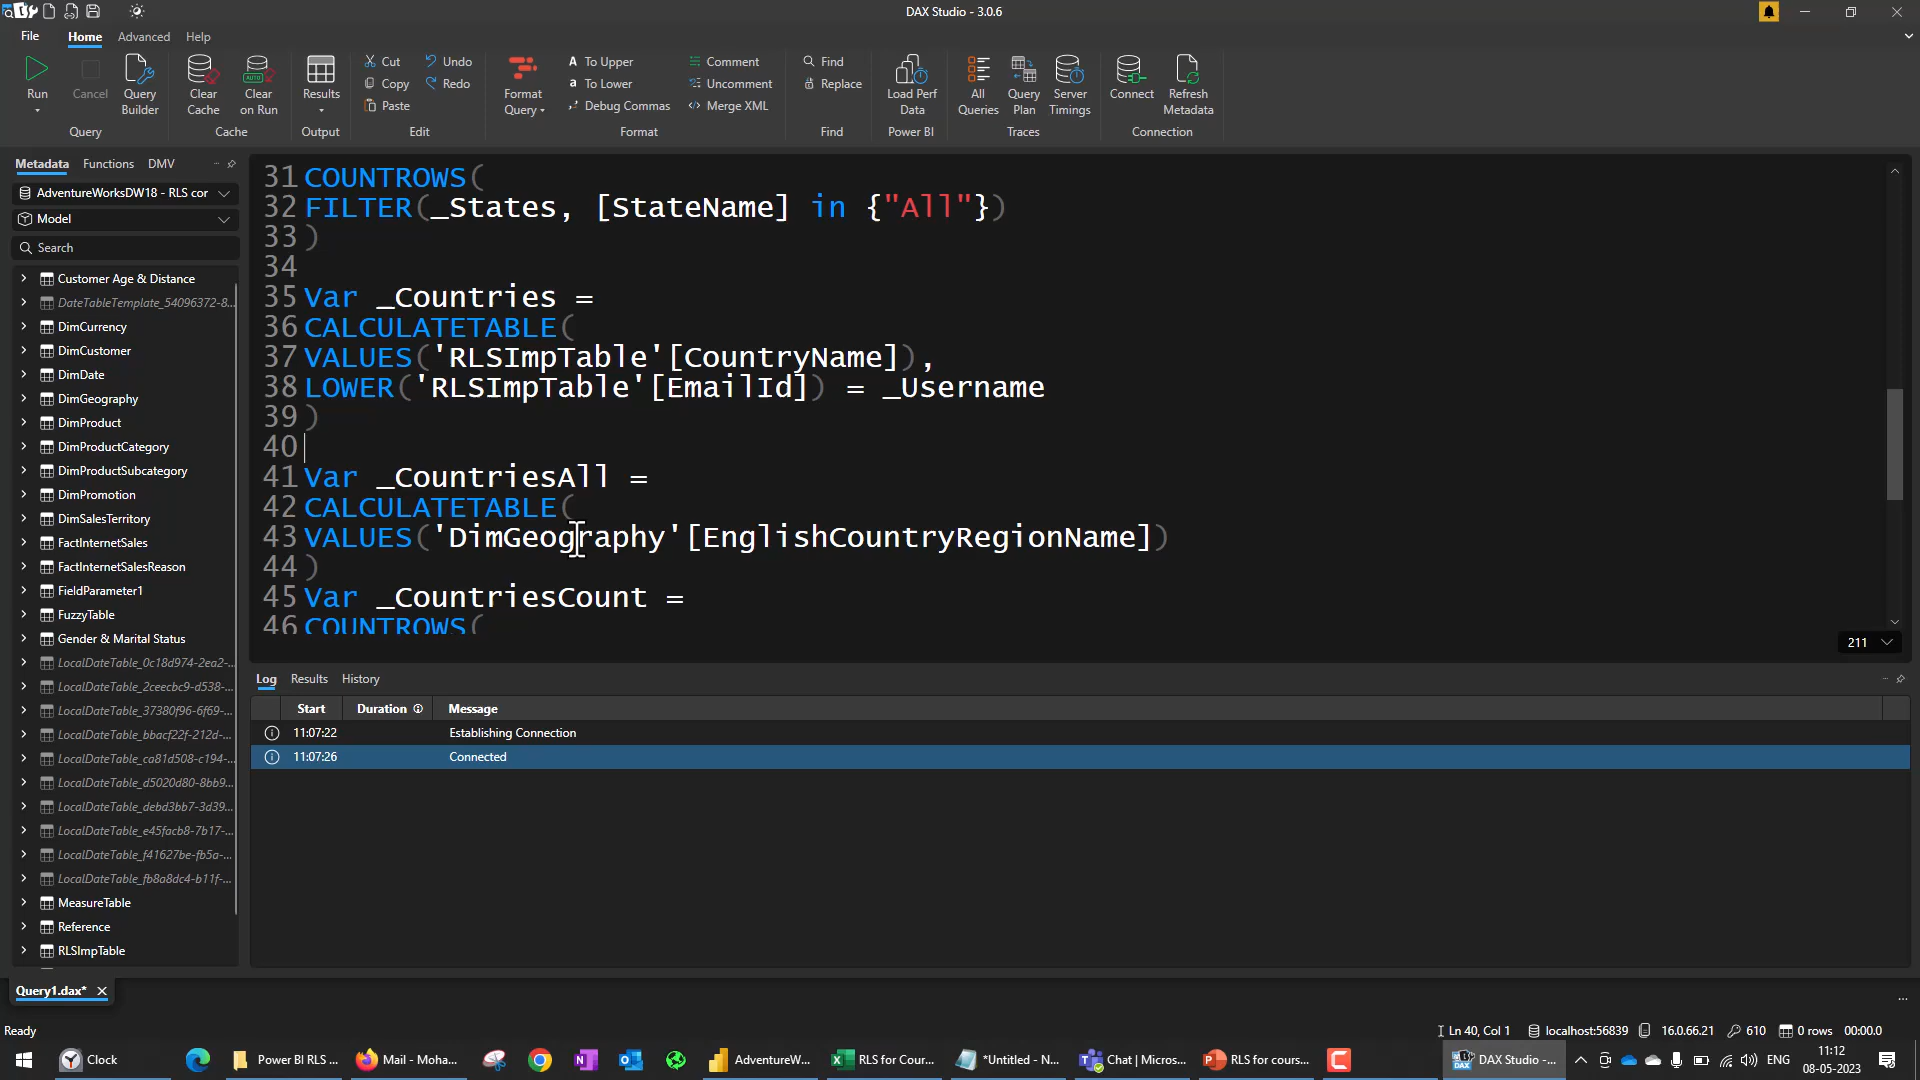 DAX Studio - 3.0.6
File
Home
Advanced
Help
Run
Cancel
Query Builder
Query
Clear Cache
Clear on Run
Cache
Results
Output
Cut
Copy
Paste
Undo
Redo
Edit
Format Query
To Upper
To Lower
Debug Commas
Comment
Uncomment
Merge XML
Format
Find
Replace
Find
Load Perf Data
Power BI
All Queries
Query Plan
Server Timings
Traces
Connect
Refresh Metadata
Connection
Metadata
Functions
DMV
AdventureWorksDW18 - RLS cor
Model
Search
Customer Age & Distance
DateTableTemplate_54096372-8...
DimCurrency
DimCustomer
DimDate
DimGeography
DimProduct
DimProductCategory
DimProductSubcategory
DimPromotion
DimSalesTerritory
FactInternetSales
FactInternetSalesReason
FieldParameter1
FuzzyTable
Gender & Marital Status
LocalDateTable_0c18d974-2ea2-...
LocalDateTable_2ceecbc9-d538-...
LocalDateTable_37380f96-6f69-...
LocalDateTable_bbacf22f-212d-...
LocalDateTable_ca81d508-c194-...
LocalDateTable_d5020d80-8bb9...
LocalDateTable_debd3bb7-3d39...
LocalDateTable_e45facb8-7b17-...
LocalDateTable_f41627be-fb5a-...
LocalDateTable_fb8a8dc4-b11f-...
MeasureTable
Reference
RLSImpTable
31 COUNTROWS(
32 FILTER(_States, [StateName] in {"All"})
33 )
34
35 Var _Countries =
36 CALCULATETABLE(
37 VALUES('RLSImpTable'[CountryName]),
38 LOWER('RLSImpTable'[EmailId]) = _Username
39 )
40
41 Var _CountriesAll =
42 CALCULATETABLE(
43 VALUES('DimGeography'[EnglishCountryRegionName])
44 )
45 Var _CountriesCount =
46 COUNTROWS(
211
Log
Results
History
Start
Duration
Message
11:07:22 Establishing Connection
11:07:26 Connected
Query1.dax*
Ready
Ln 40, Col 1
localhost:56839
16.0.66.21
610
0 rows
00:00.0
Clock
Power BI RLS ...
Mail - Moha...
AdventureW...
RLS for Cour...
*Untitled - N...
Chat | Micros...
RLS for cours...
DAX Studio -...
ENG
11:12
08-05-2023